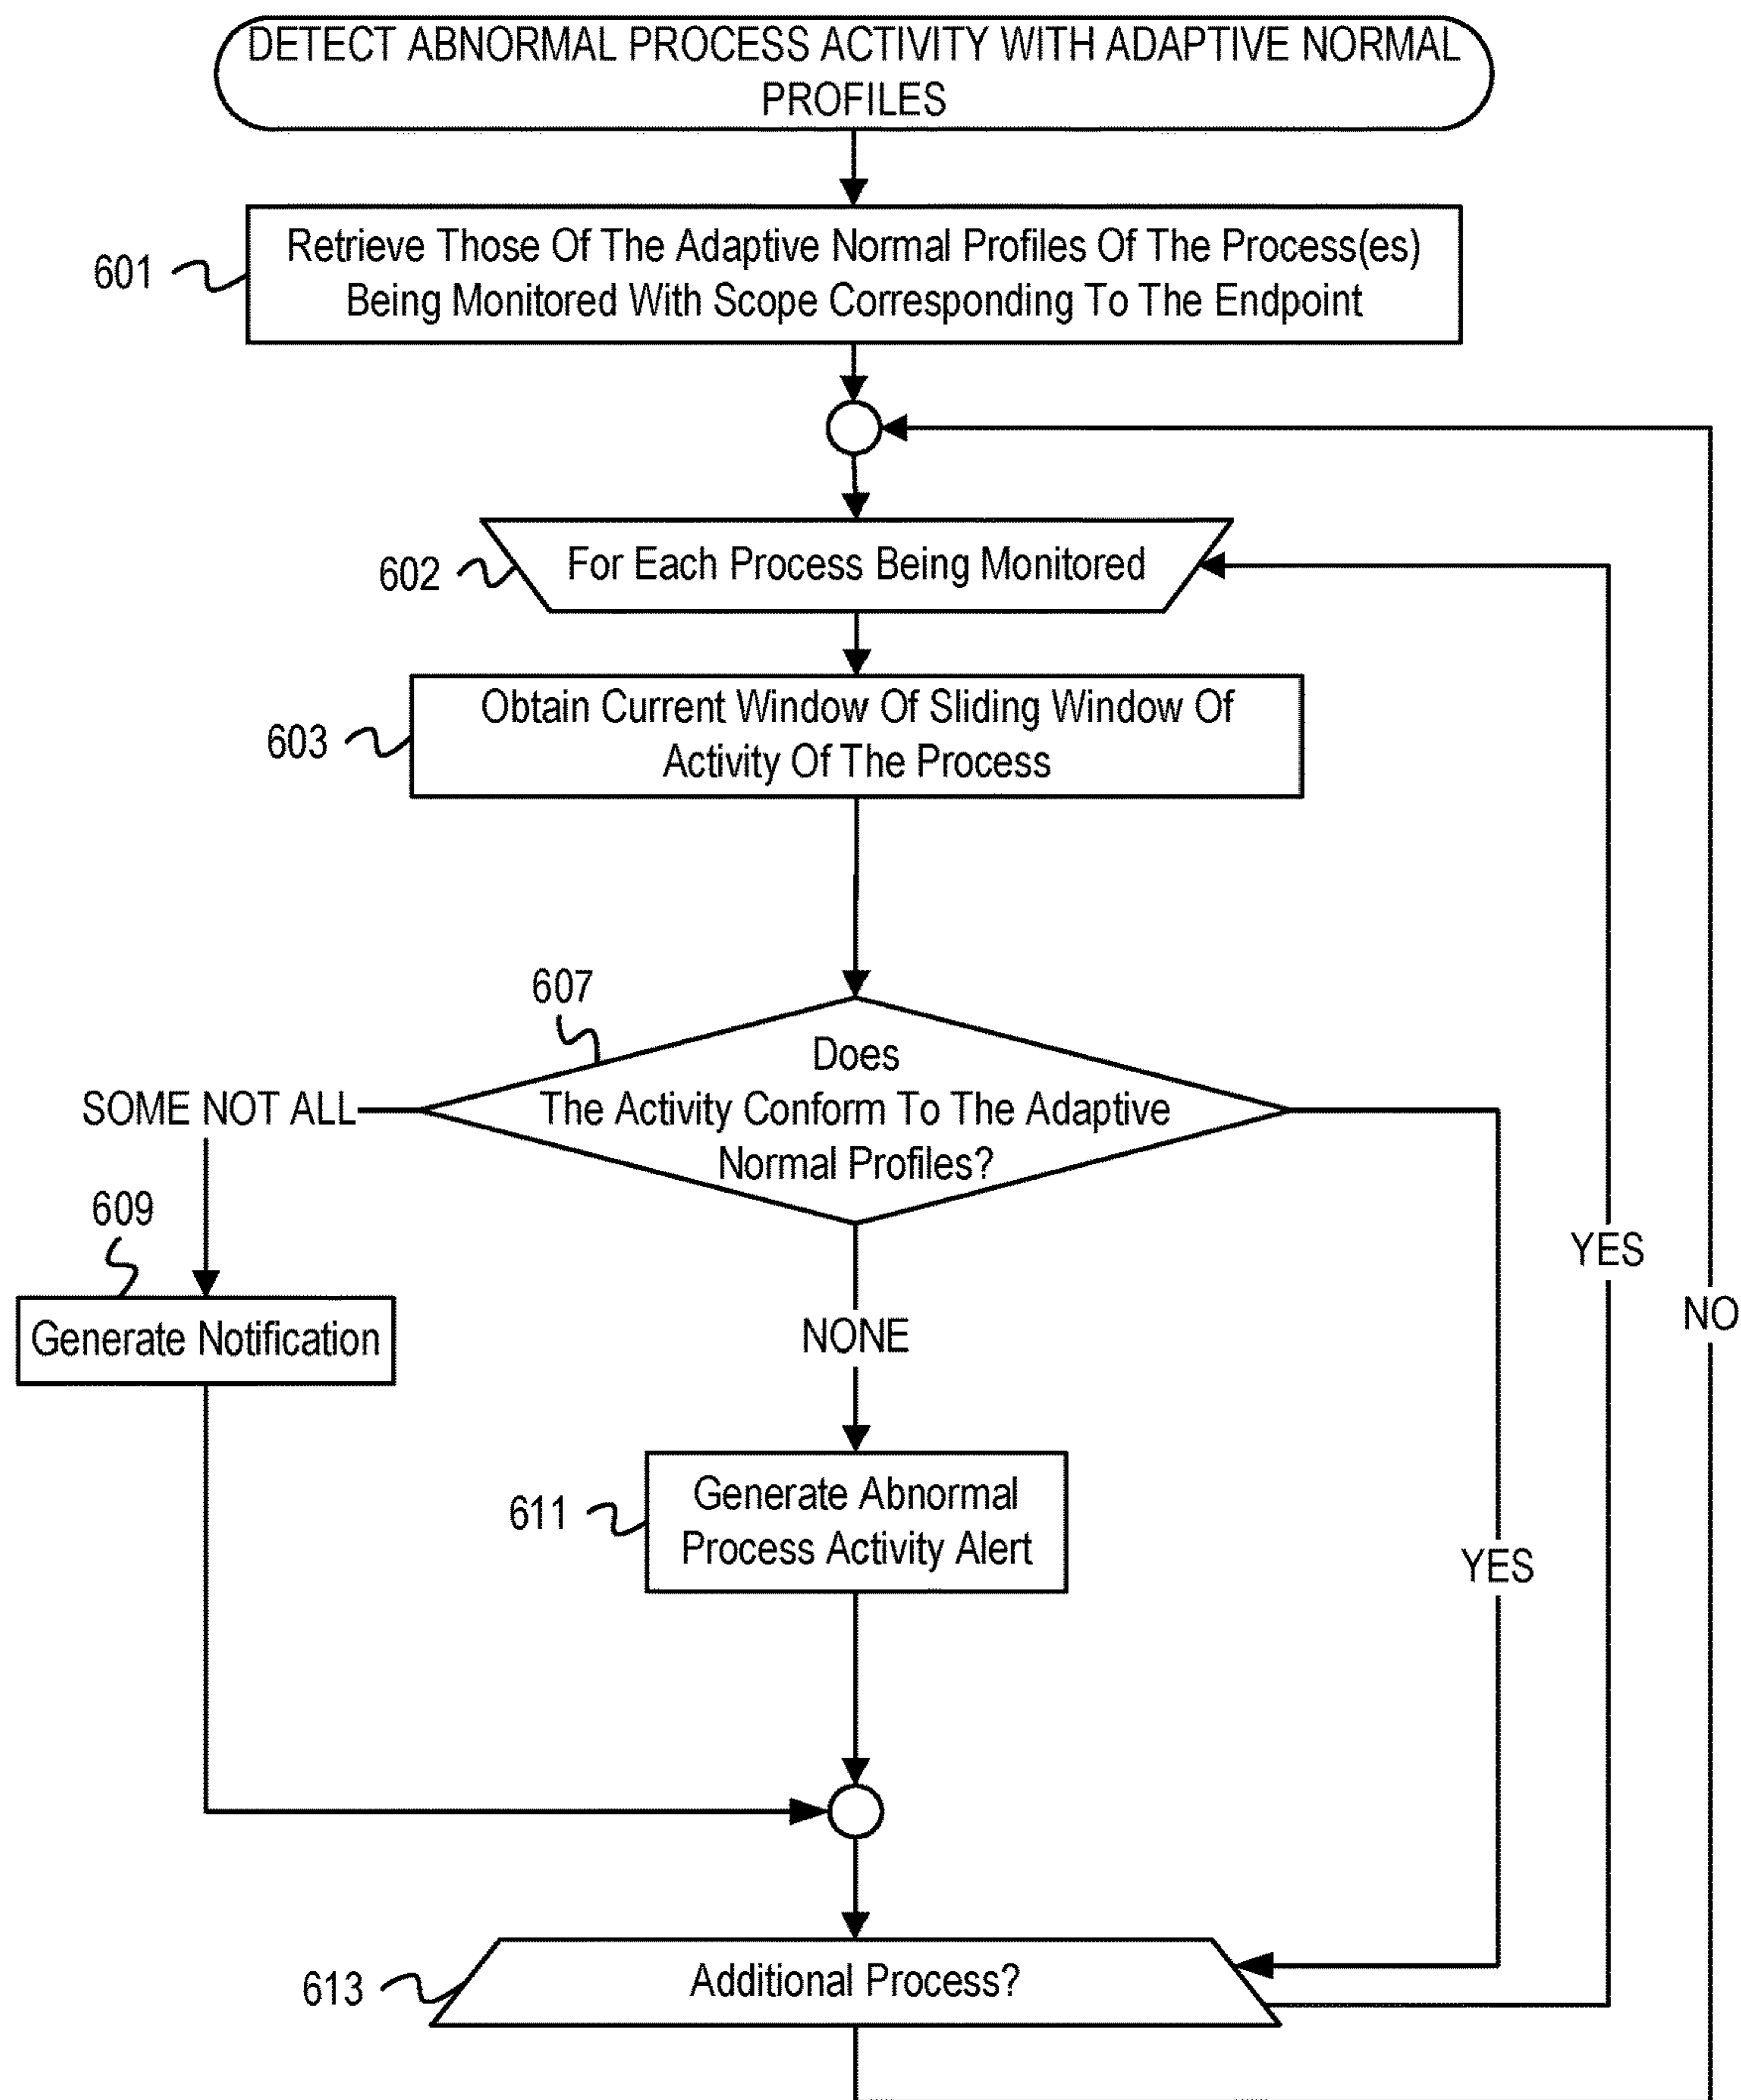 DETECT ABNORMAL PROCESS ACTIVITY WITH ADAPTIVE NORMAL
PROFILES
601
Retrieve Those Of The Adaptive Normal Profiles Of The Process(es)
Being Monitored With Scope Corresponding To The Endpoint
602
For Each Process Being Monitored
603
Obtain Current Window Of Sliding Window Of
Activity Of The Process
607
Does
The Activity Conform To The Adaptive
Normal Profiles?
SOME NOT ALL
609
Generate Notification
NONE
YES
NO
611
Generate Abnormal
Process Activity Alert
YES
613
Additional Process?